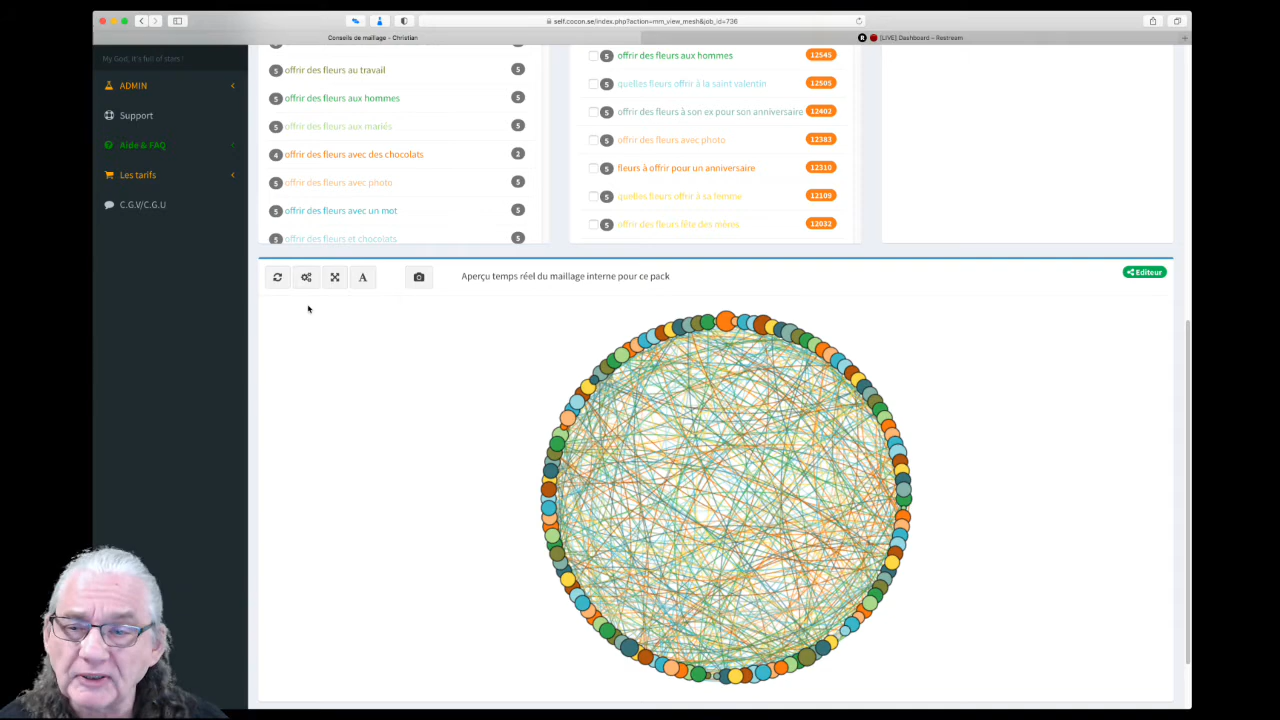 self.cocon.se/index.php?action=mm_view_mesh&job_id=736
Conseils de maillage - Christian
R [LIVE] Dashboard – Restream
My God, it's full of stars !
ADMIN
Support
Aide & FAQ
Les tarifs
C.G.V/C.G.U
5 offrir des fleurs au travail 5
5 offrir des fleurs aux hommes 5
5 offrir des fleurs aux mariés 5
4 offrir des fleurs avec des chocolats 2
5 offrir des fleurs avec photo 5
5 offrir des fleurs avec un mot 5
5 offrir des fleurs et chocolats 5
5 offrir des fleurs aux hommes 12545
5 quelles fleurs offrir à la saint valentin 12505
5 offrir des fleurs à son ex pour son anniversaire 12402
5 offrir des fleurs avec photo 12383
5 fleurs à offrir pour un anniversaire 12310
5 quelles fleurs offrir à sa femme 12109
5 offrir des fleurs fête des mères 12032
A
Aperçu temps réel du maillage interne pour ce pack
Editeur